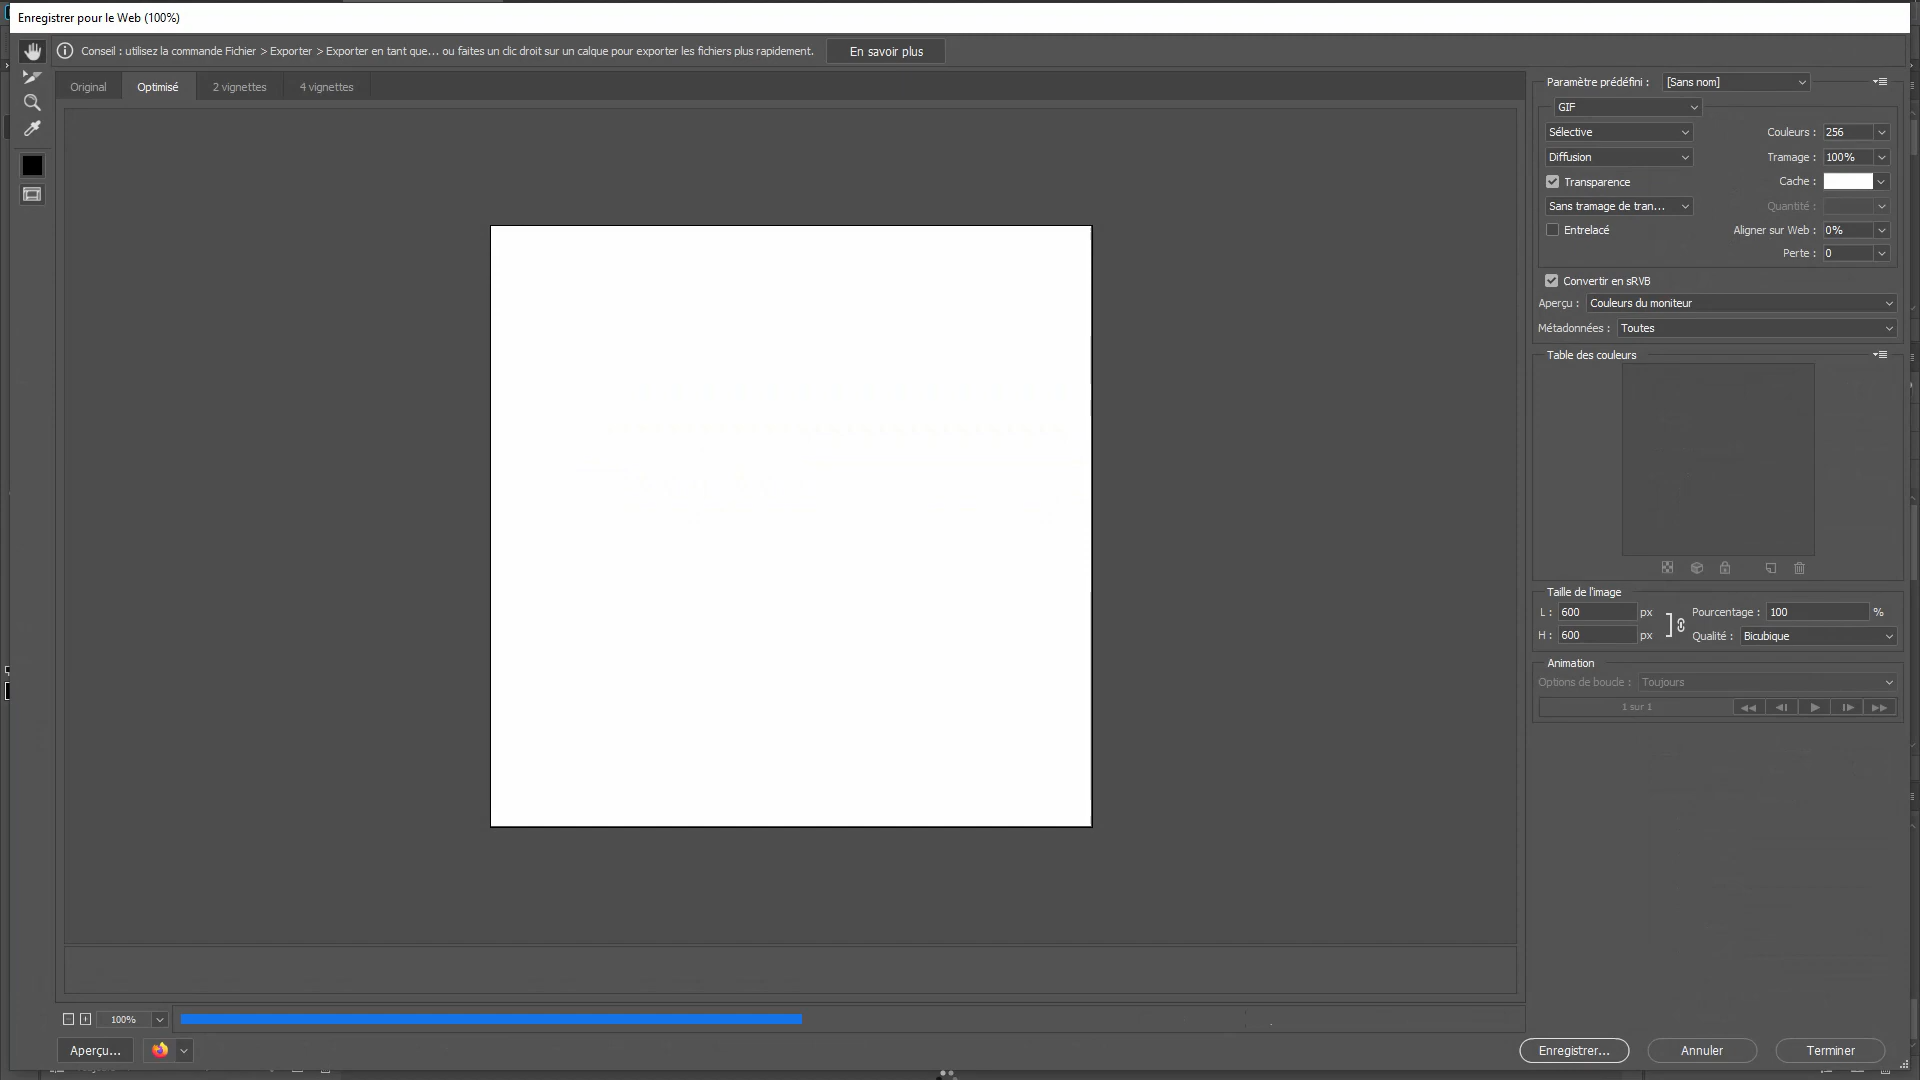 Enregistrer pour le Web (100%)
Conseil : utilisez la commande Fichier > Exporter > Exporter en tant que... ou faites un clic droit sur un calque pour exporter les fichiers plus rapidement.
En savoir plus
Original
Optimisé
2 vignettes
4 vignettes
Paramètre prédéfini : [Sans nom]
GIF
Sélective
Couleurs : 256
Diffusion
Tramage : 100%
Transparence
Cache :
Sans tramage de tran...
Quantité :
Entrelacé
Aligner sur Web : 0%
Perte : 0
Convertir en sRVB
Aperçu : Couleurs du moniteur
Métadonnées : Toutes
Table des couleurs
Taille de l'image
L : 600 px
Pourcentage : 100 %
H : 600 px
Qualité : Bicubique
Animation
Options de boucle : Toujours
1 sur 1
100%
Aperçu...
Enregistrer...
Annuler
Terminer